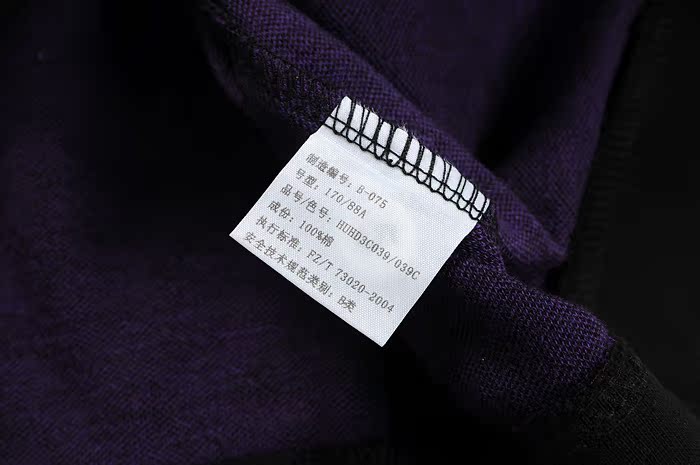 制造编号: B-075
号型: 170/88A
品号/色号: HUHD3C039/039C
成份: 100%棉
执行标准: FZ/T 73020-2004
安全技术规范类别: B类